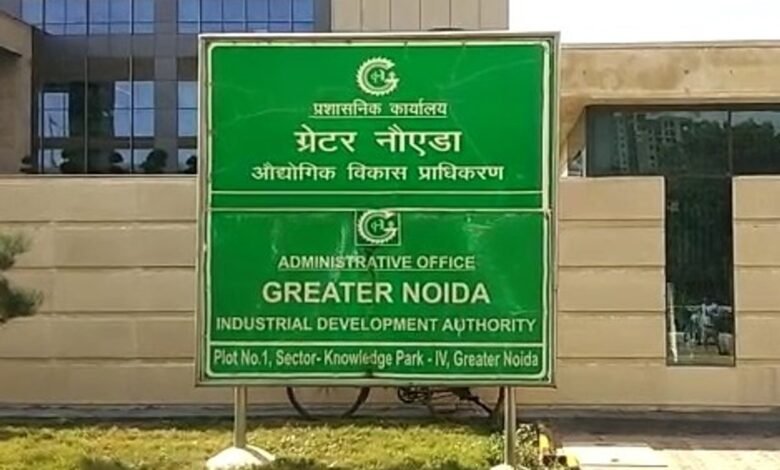 प्रशासनिक कार्यालय
ग्रेटर नौएडा
औद्योगिक विकास प्राधिकरण
ADMINISTRATIVE OFFICE
GREATER NOIDA
INDUSTRIAL DEVELOPMENT AUTHORITY
Plot No.1, Sector- Knowledge Park - IV, Greater Noida